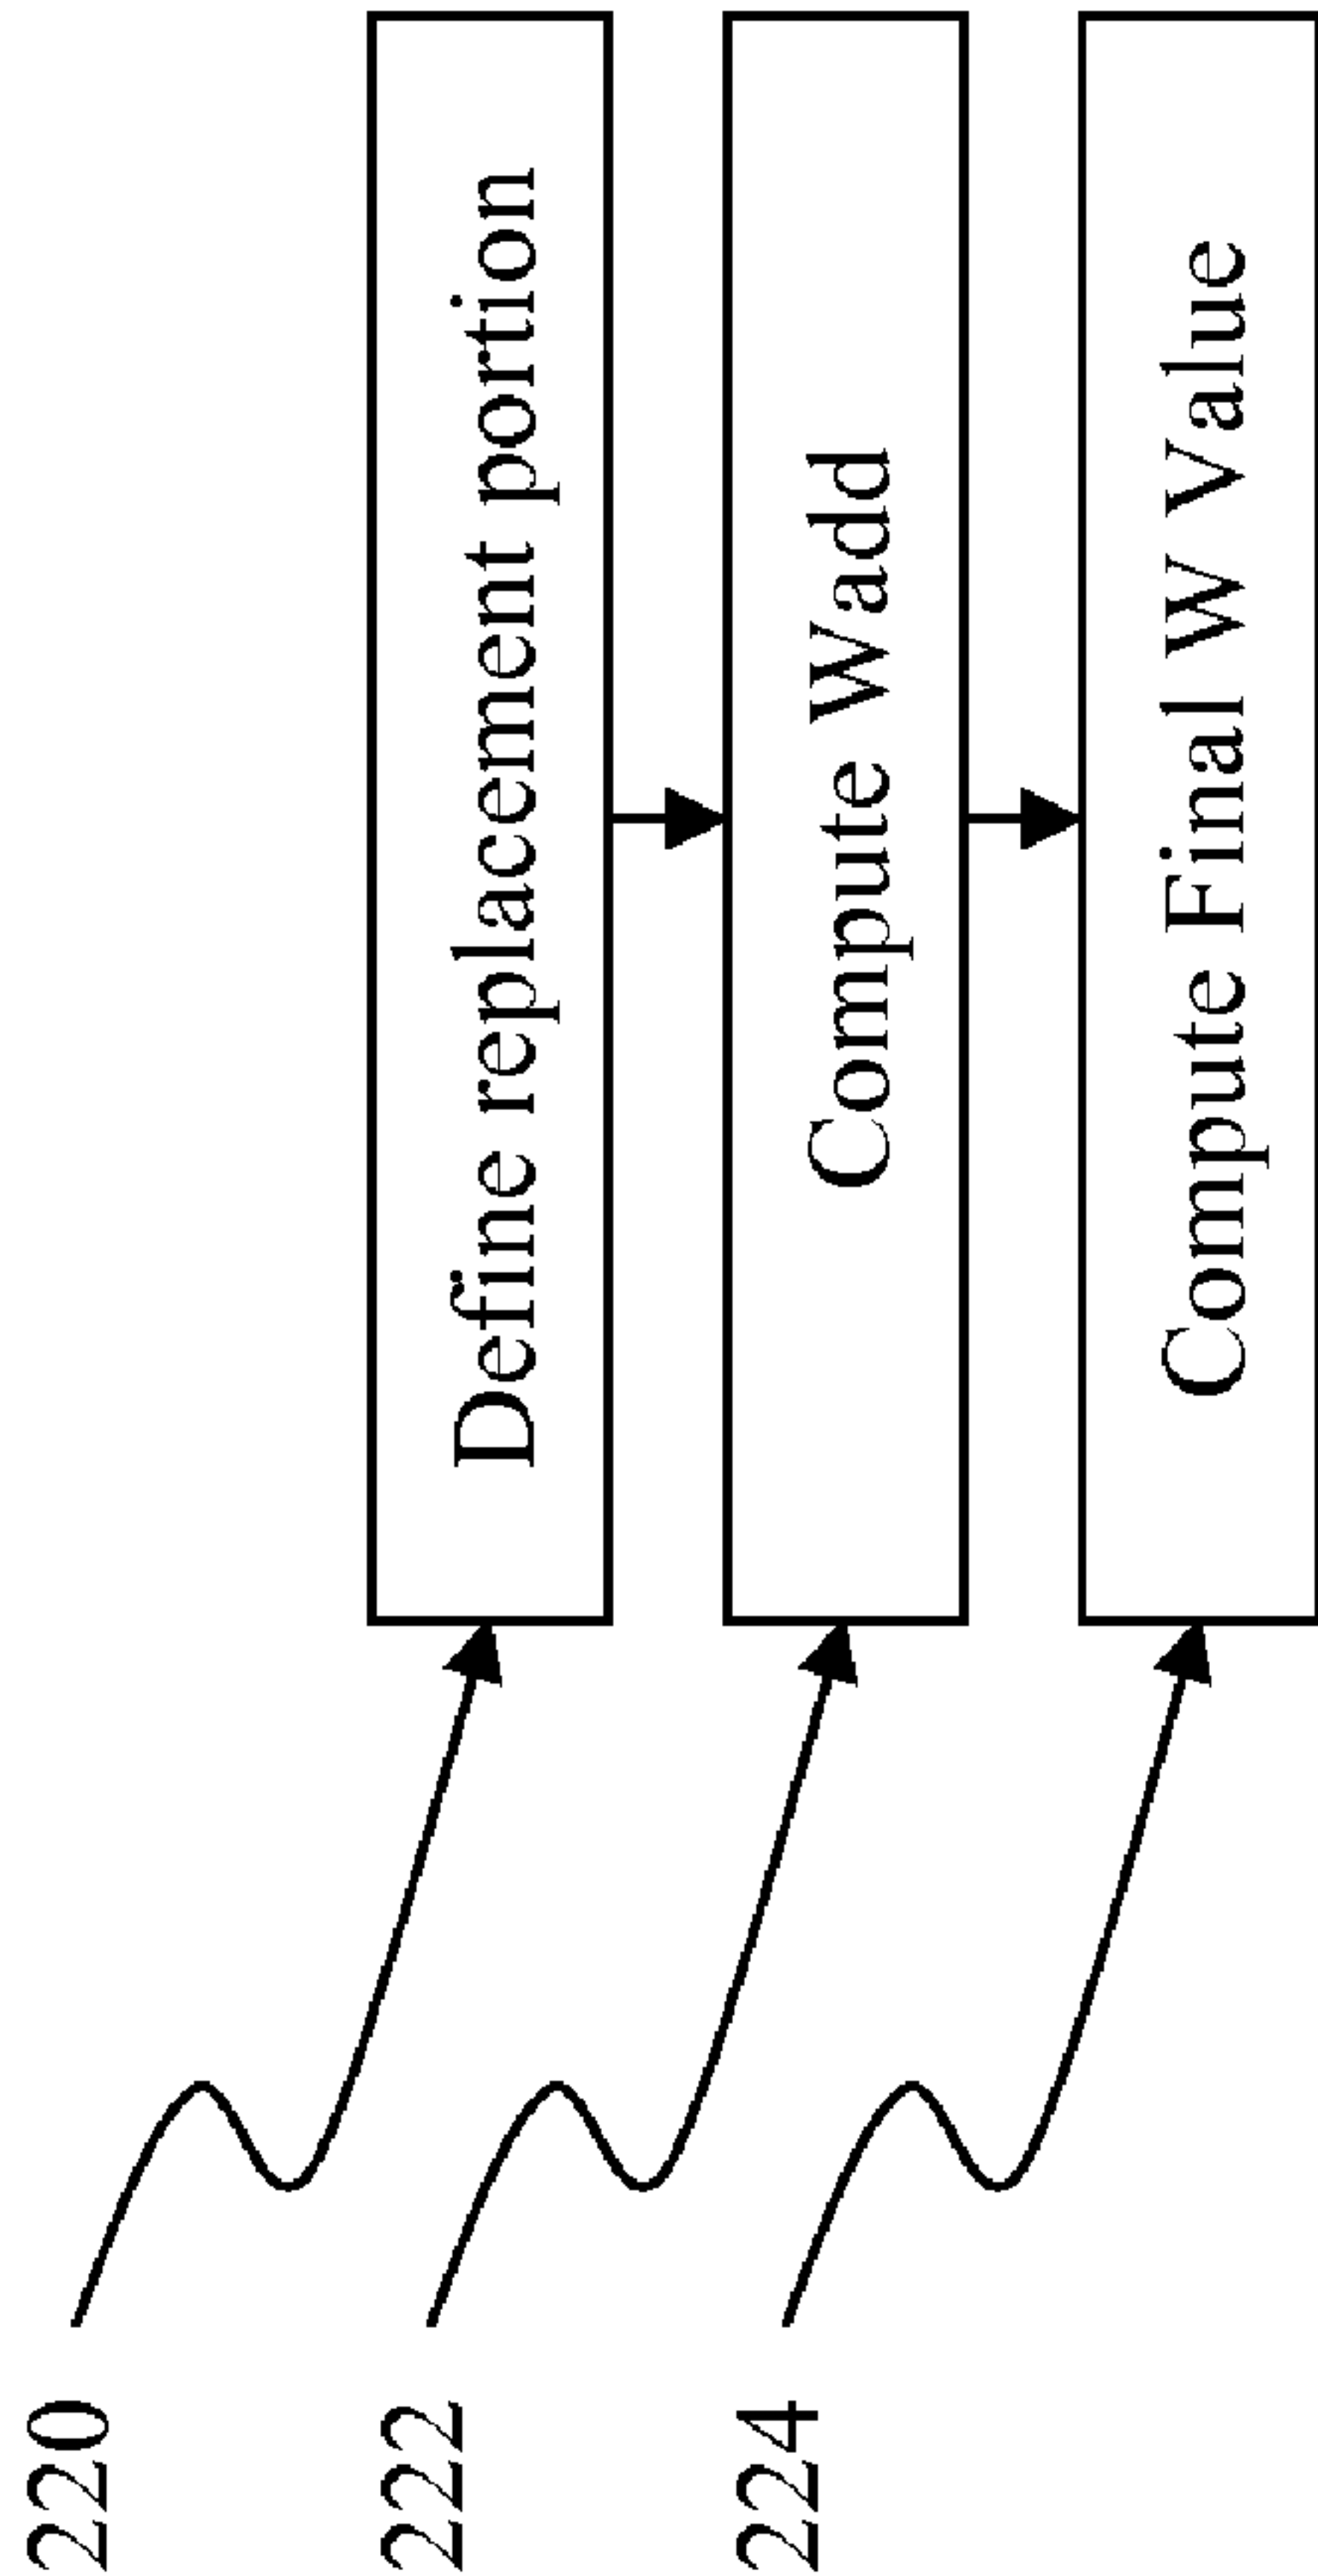 220
Define replacement portion
222
Compute Wadd
224
Compute Final W Value